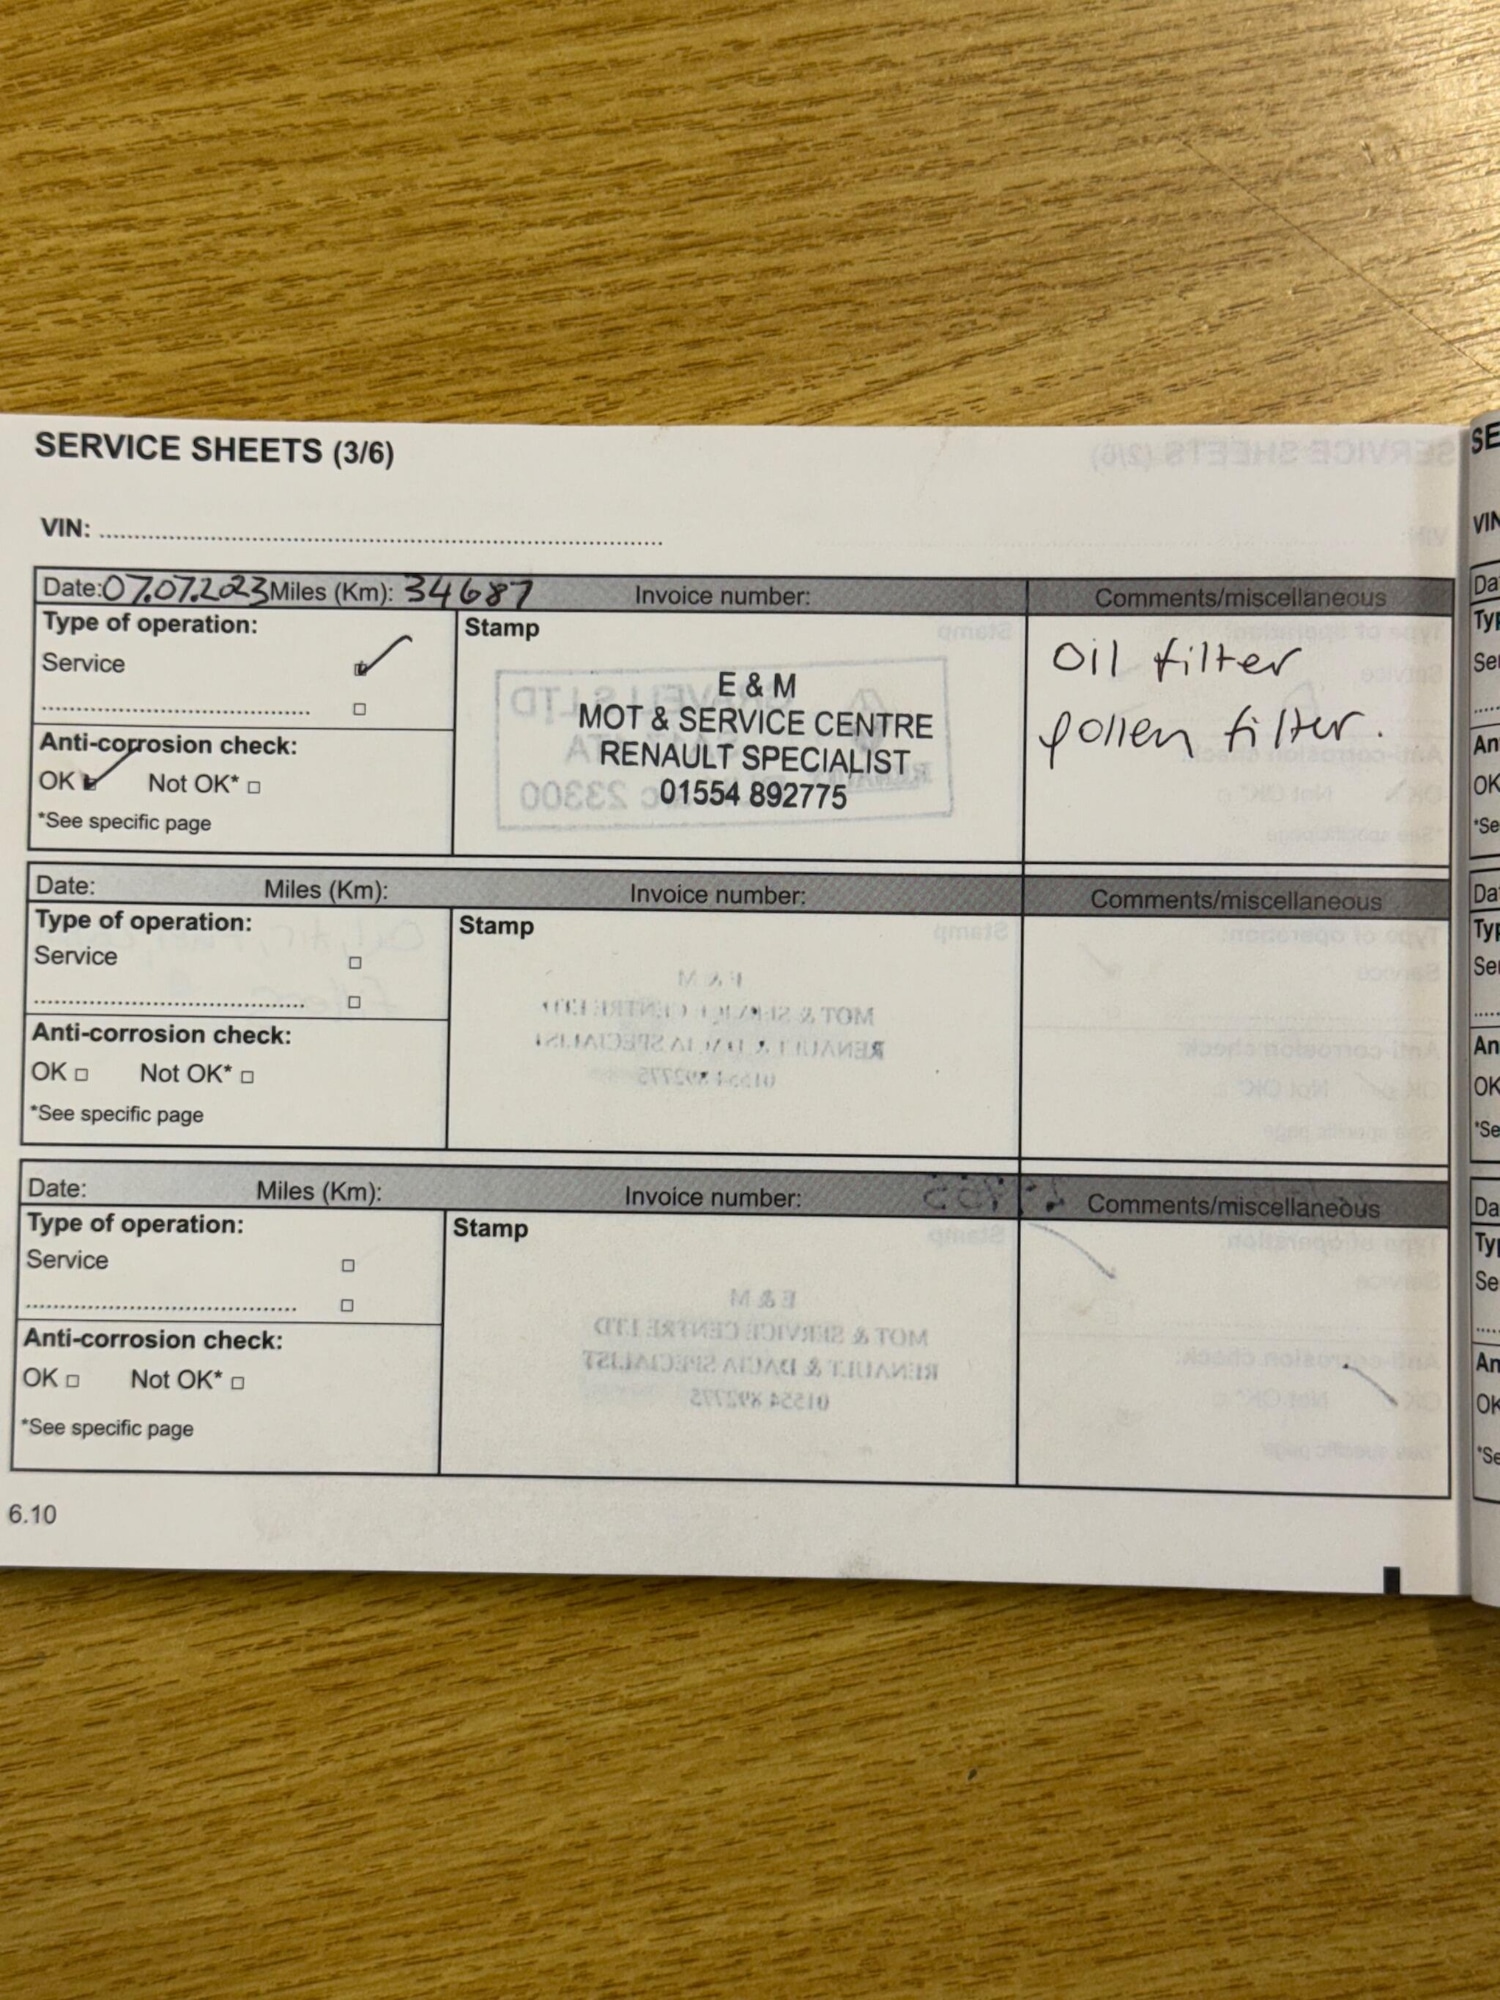 SERVICE SHEETS (3/6)
VIN:
Date: 07.07.2023 Miles (Km): 34687 Invoice number: Comments/miscellaneous
Type of operation:
Service
Anti-corrosion check:
OK Not OK*
*See specific page
Stamp
E & M
MOT & SERVICE CENTRE
RENAULT SPECIALIST
01554 892775
Oil filter
pollen filter.
Date: Miles (Km): Invoice number: Comments/miscellaneous
Type of operation:
Service
Anti-corrosion check:
OK Not OK*
*See specific page
Stamp
Date: Miles (Km): Invoice number: Comments/miscellaneous
Type of operation:
Service
Anti-corrosion check:
OK Not OK*
*See specific page
Stamp
6.10